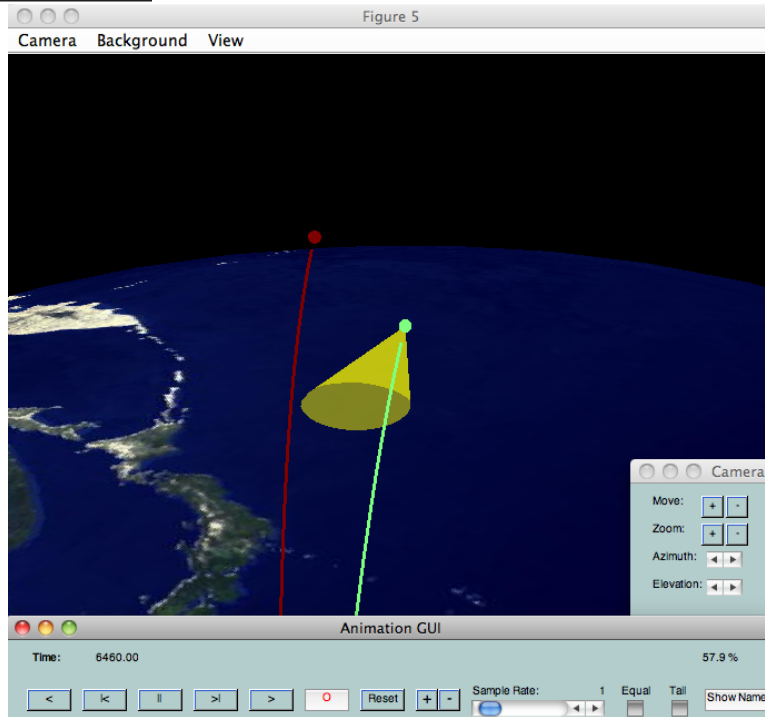 Figure 5
Camera Background View
Camera
Move: + -
Zoom: + -
Azimuth:
Elevation:
Animation GUI
Time: 6460.00 57.9 %
< |< || >| > O Reset + - Sample Rate: 1 Equal Tail Show Name